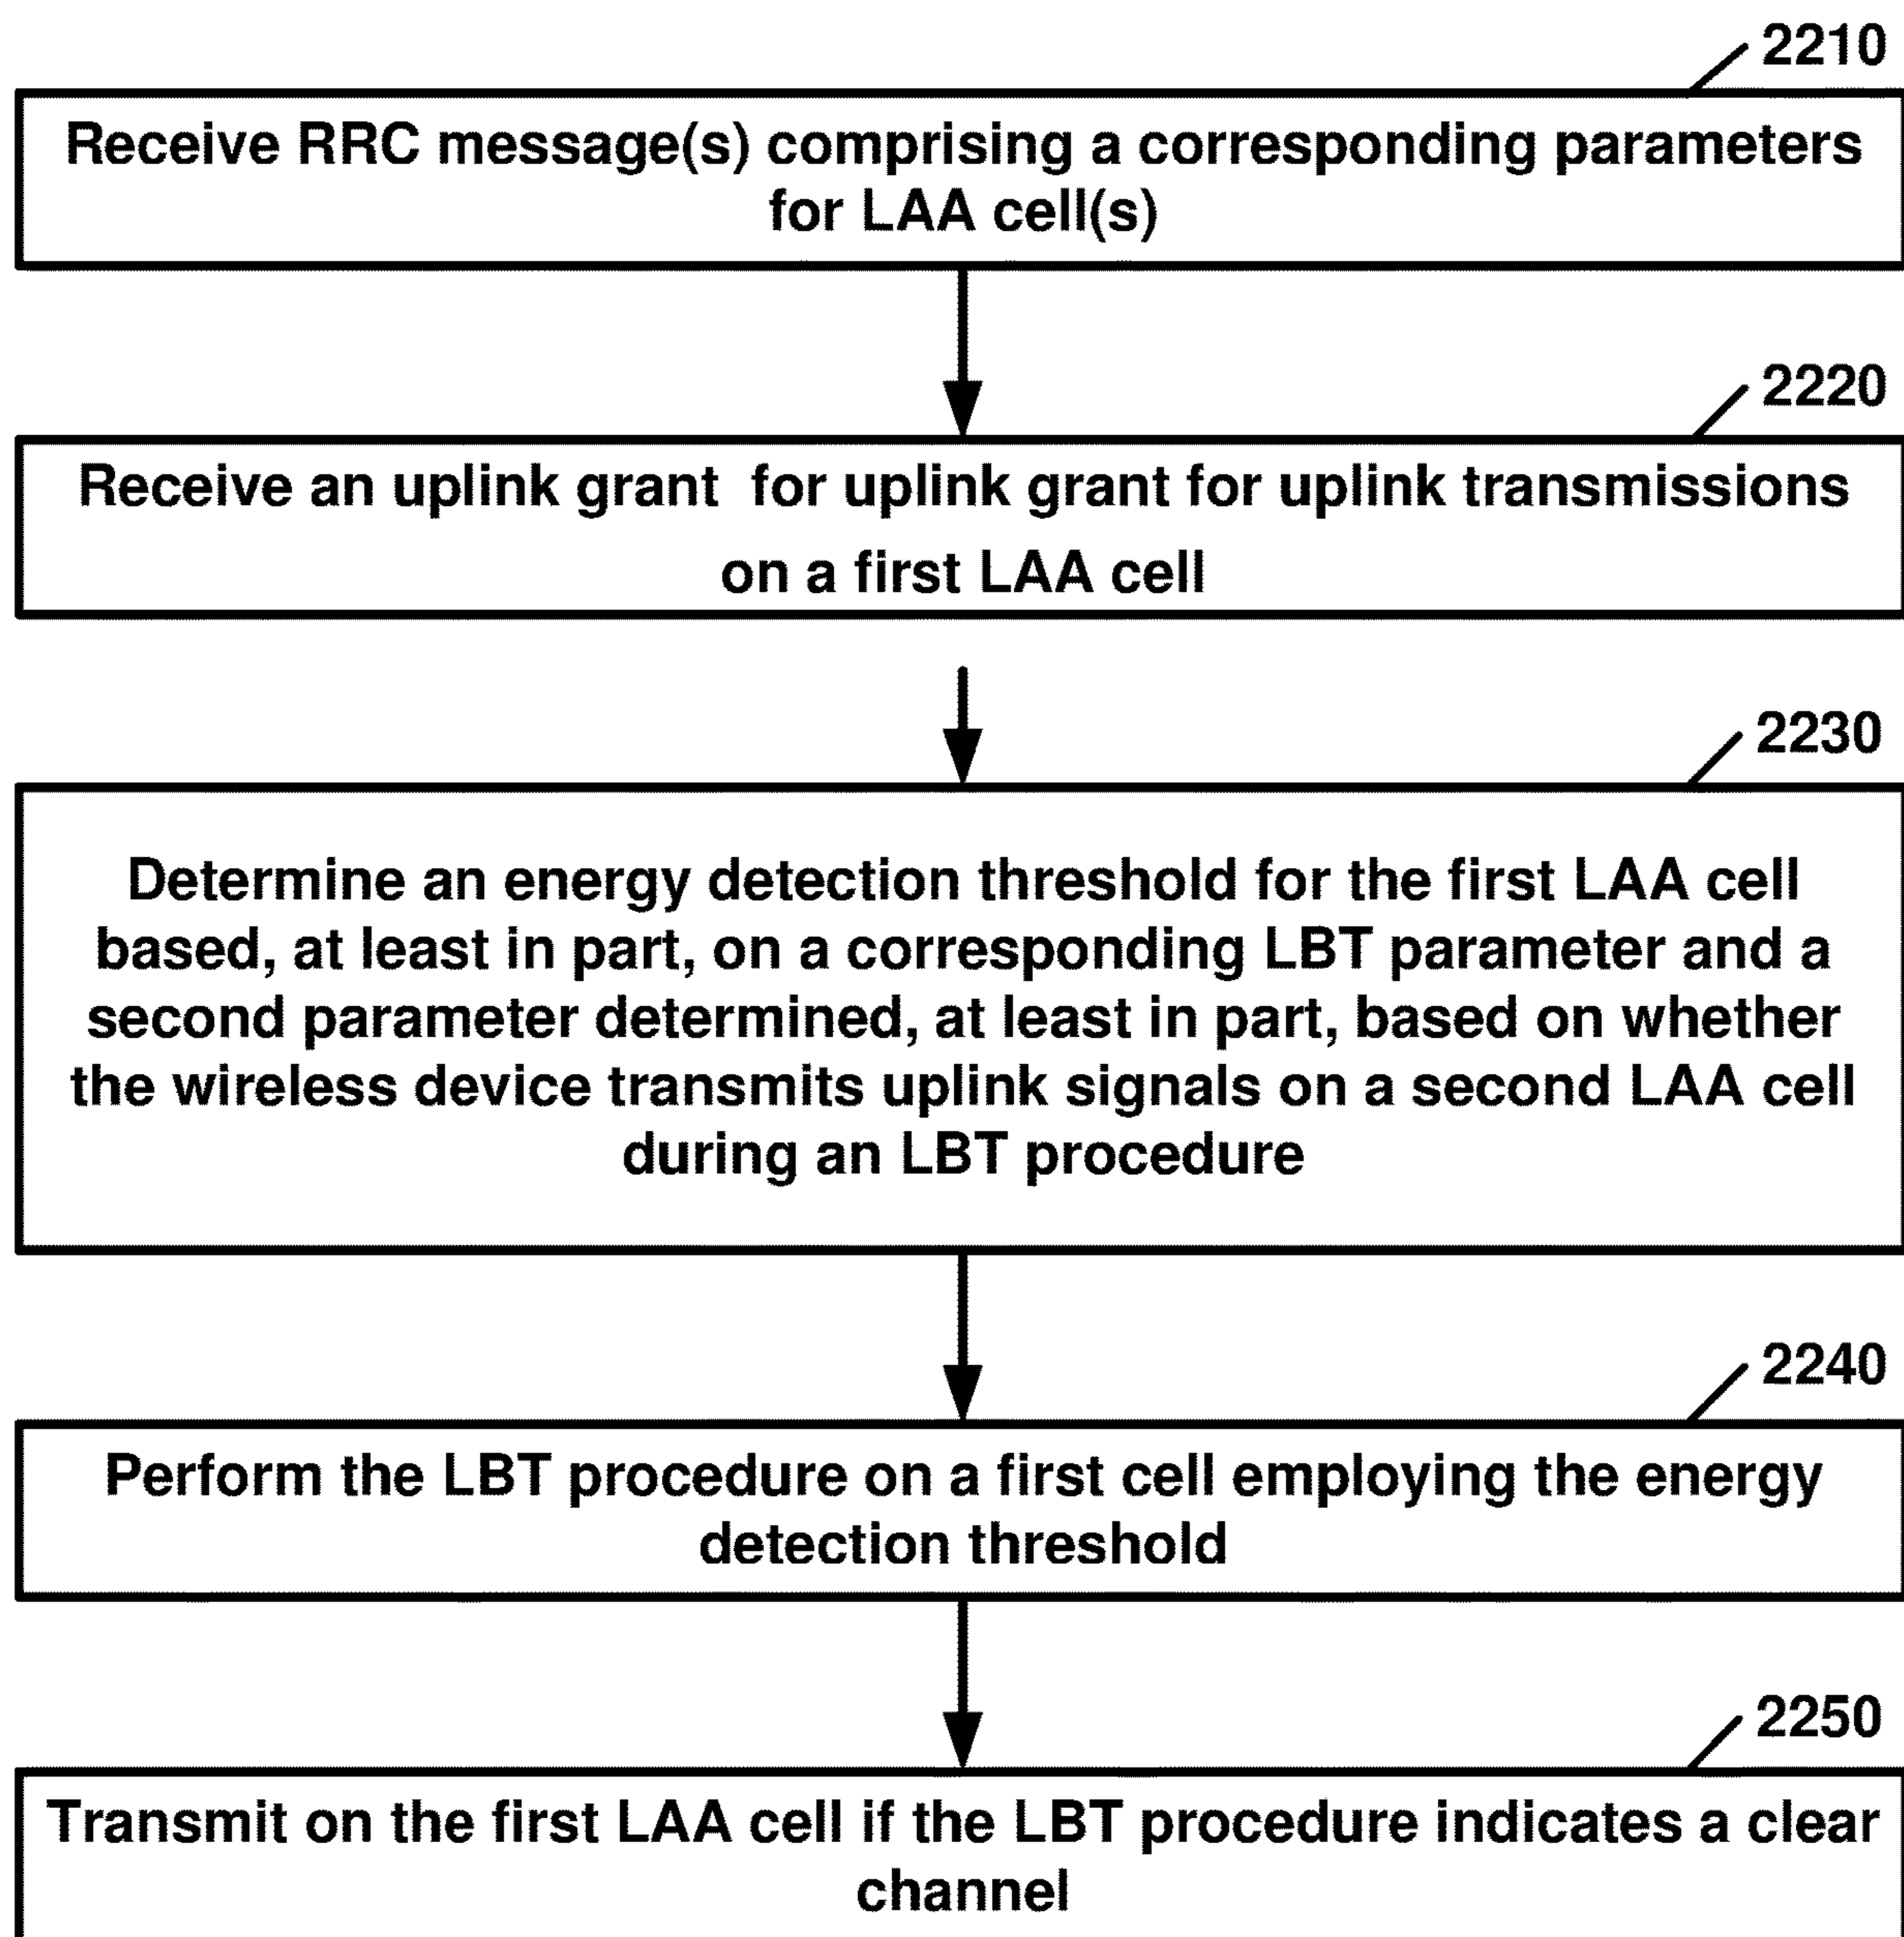 2210
Receive RRC message(s) comprising a corresponding parameters
for LAA cell(s)
2220
Receive an uplink grant for uplink grant for uplink transmissions
on a first LAA cell
2230
Determine an energy detection threshold for the first LAA cell
based, at least in part, on a corresponding LBT parameter and a
second parameter determined, at least in part, based on whether
the wireless device transmits uplink signals on a second LAA cell
during an LBT procedure
2240
Perform the LBT procedure on a first cell employing the energy
detection threshold
2250
Transmit on the first LAA cell if the LBT procedure indicates a clear
channel